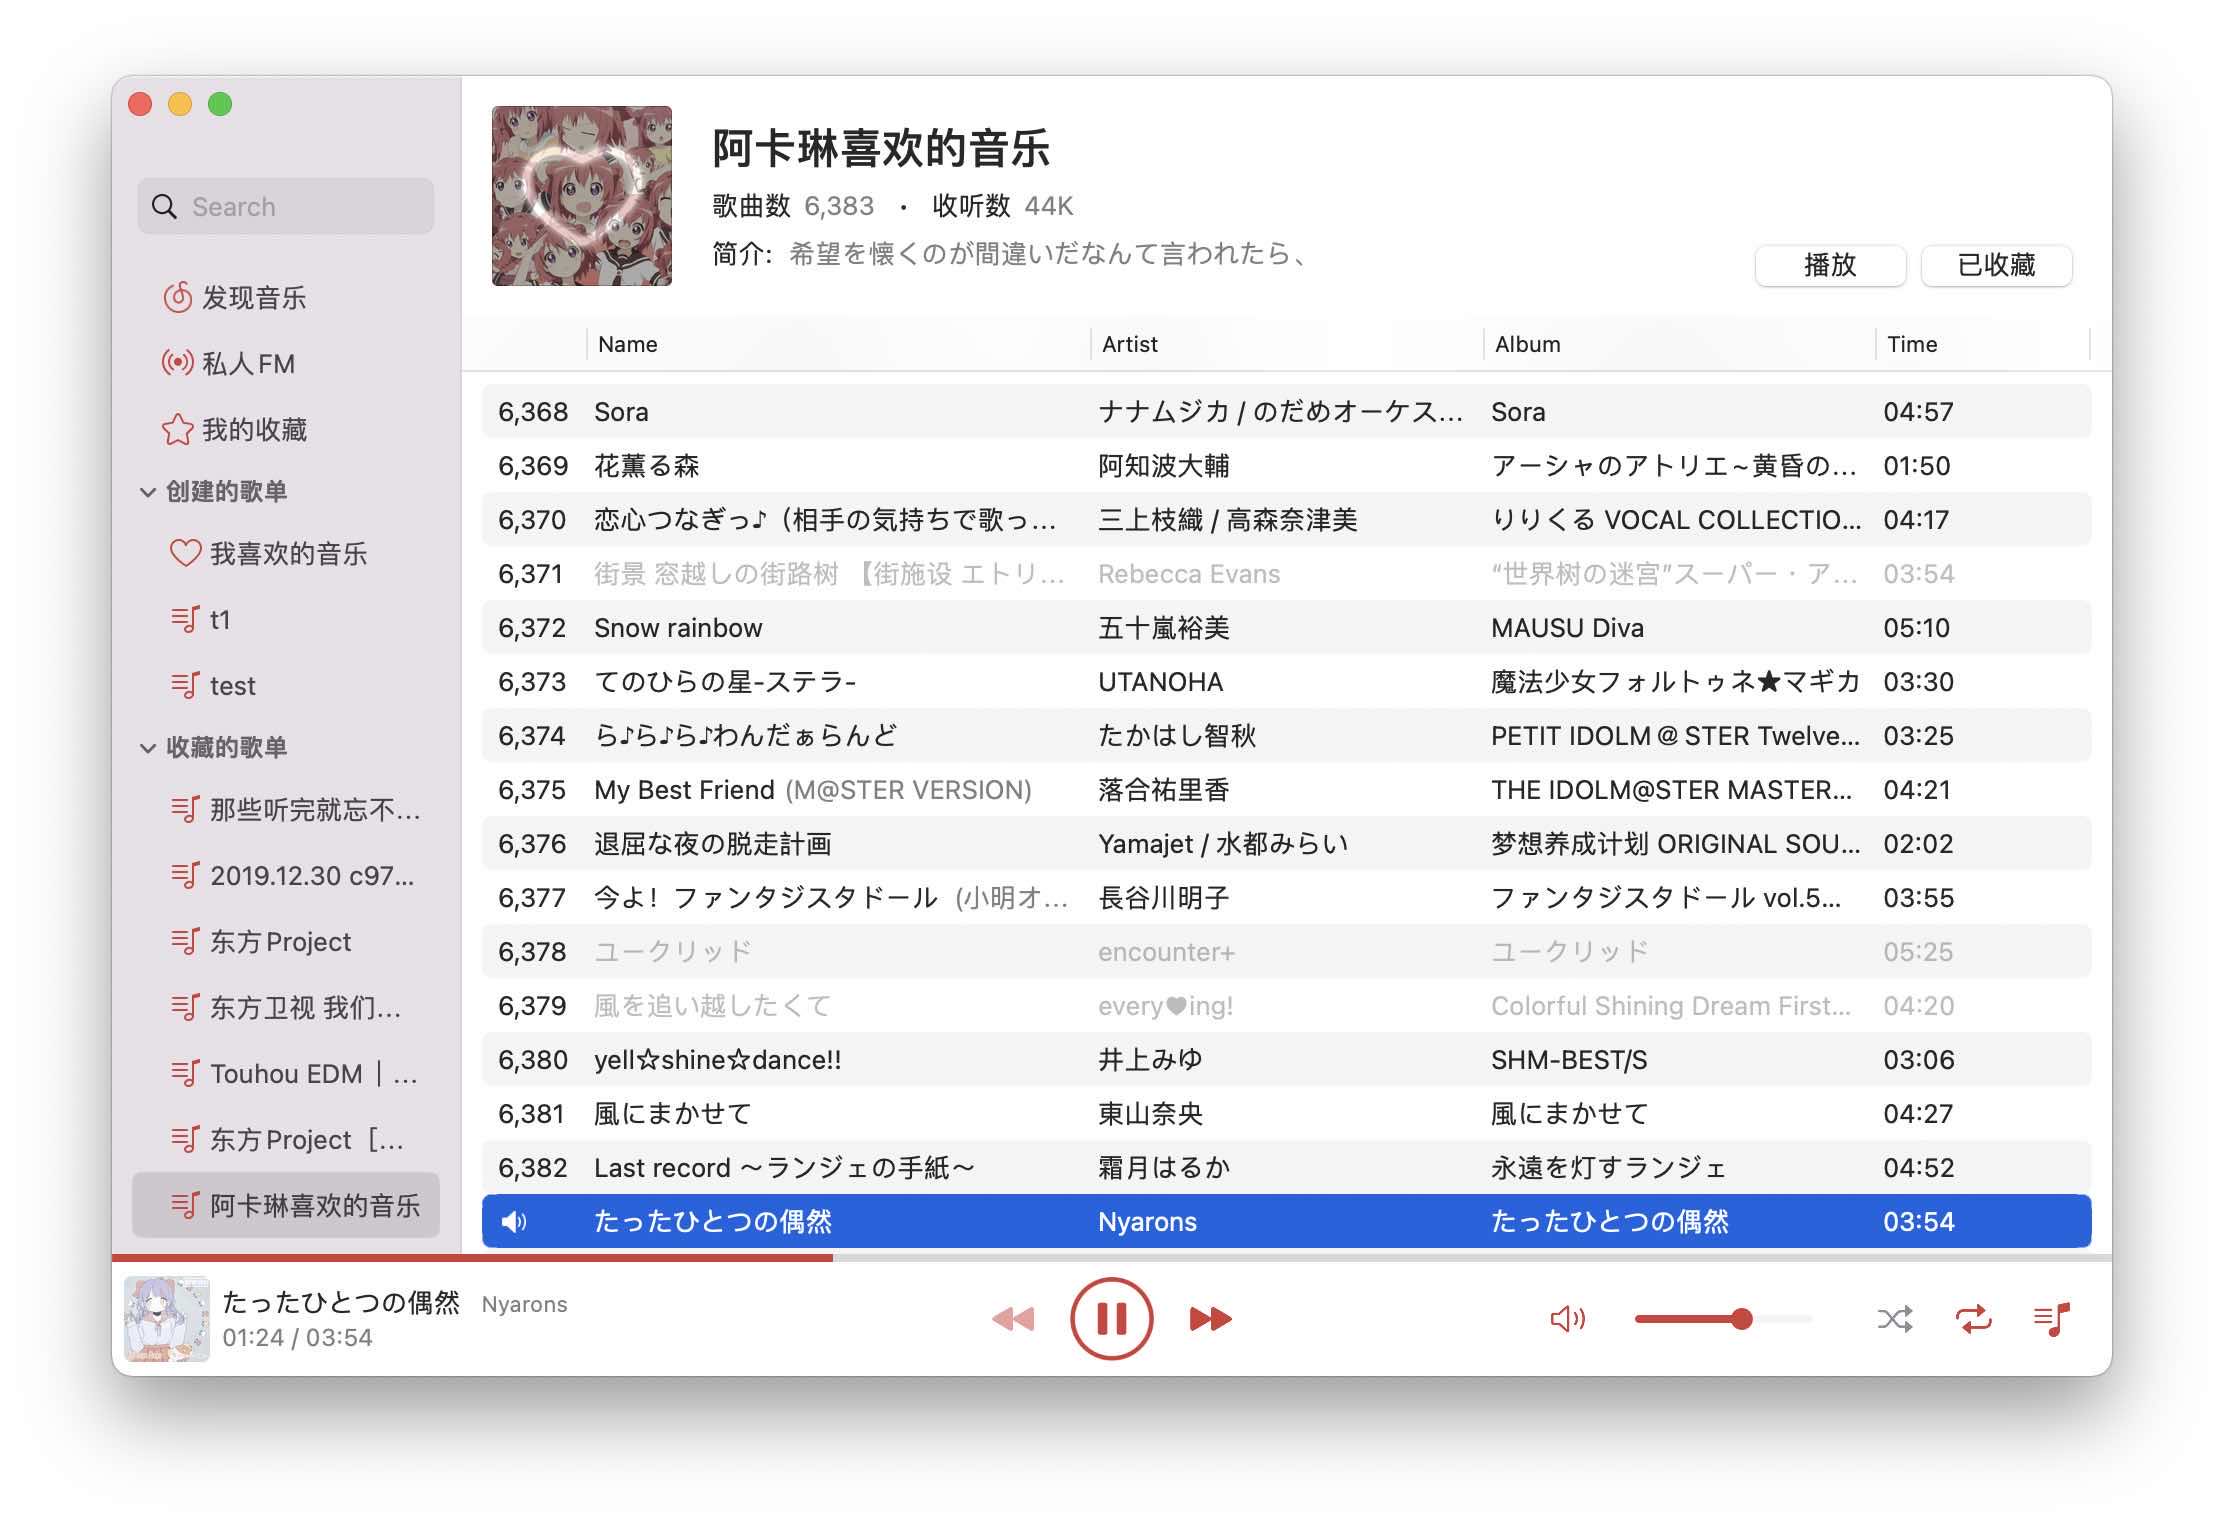 Search
发现音乐
私人FM
我的收藏
创建的歌单
我喜欢的音乐
t1
test
收藏的歌单
那些听完就忘不...
2019.12.30 c97...
东方Project
东方卫视 我们...
Touhou EDM｜...
东方Project［...
阿卡琳喜欢的音乐
阿卡琳喜欢的音乐
歌曲数 6,383 · 收听数 44K
简介: 希望を懐くのが間違いだなんて言われたら、
播放 已收藏
Name Artist Album Time
6,368 Sora ナナムジカ / のだめオーケス... Sora 04:57
6,369 花薫る森 阿知波大輔 アーシャのアトリエ~黄昏の... 01:50
6,370 恋心つなぎっ♪（相手の気持ちで歌っ... 三上枝織 / 高森奈津美 りりくる VOCAL COLLECTIO... 04:17
6,371 街景 窓越しの街路树 【街施设 エトリ... Rebecca Evans “世界树の迷宫”スーパー・ア... 03:54
6,372 Snow rainbow 五十嵐裕美 MAUSU Diva 05:10
6,373 てのひらの星-ステラ- UTANOHA 魔法少女フォルトゥネ★マギカ 03:30
6,374 ら♪ら♪ら♪わんだぁらんど たかはし智秋 PETIT IDOLM＠STER Twelve... 03:25
6,375 My Best Friend (M@STER VERSION) 落合祐里香 THE IDOLM@STER MASTER... 04:21
6,376 退屈な夜の脱走計画 Yamajet / 水都みらい 梦想养成计划 ORIGINAL SOU... 02:02
6,377 今よ！ファンタジスタドール (小明オ... 長谷川明子 ファンタジスタドール vol.5... 03:55
6,378 ユークリッド encounter+ ユークリッド 05:25
6,379 風を追い越したくて every♥ing! Colorful Shining Dream First... 04:20
6,380 yell☆shine☆dance!! 井上みゆ SHM-BEST/S 03:06
6,381 風にまかせて 東山奈央 風にまかせて 04:27
6,382 Last record ～ランジェの手紙～ 霜月はるか 永遠を灯すランジェ 04:52
たったひとつの偶然 Nyarons たったひとつの偶然 03:54
たったひとつの偶然 Nyarons
01:24 / 03:54